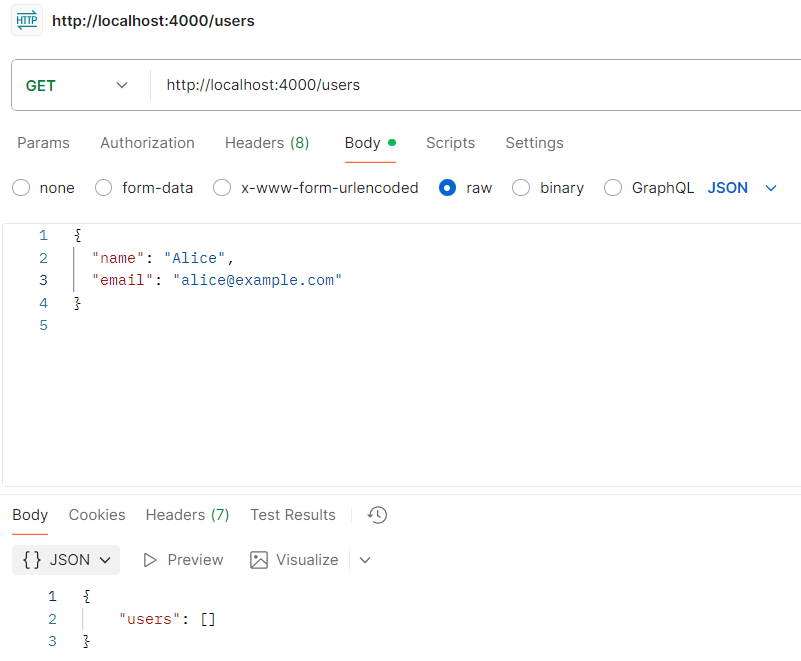 HTTP http://localhost:4000/users
GET http://localhost:4000/users
Params Authorization Headers (8) Body Scripts Settings
none form-data x-www-form-urlencoded raw binary GraphQL JSON
1 {
2 "name": "Alice",
3 "email": "alice@example.com"
4 }
5
Body Cookies Headers (7) Test Results
{} JSON Preview Visualize
1 {
2 "users": []
3 }